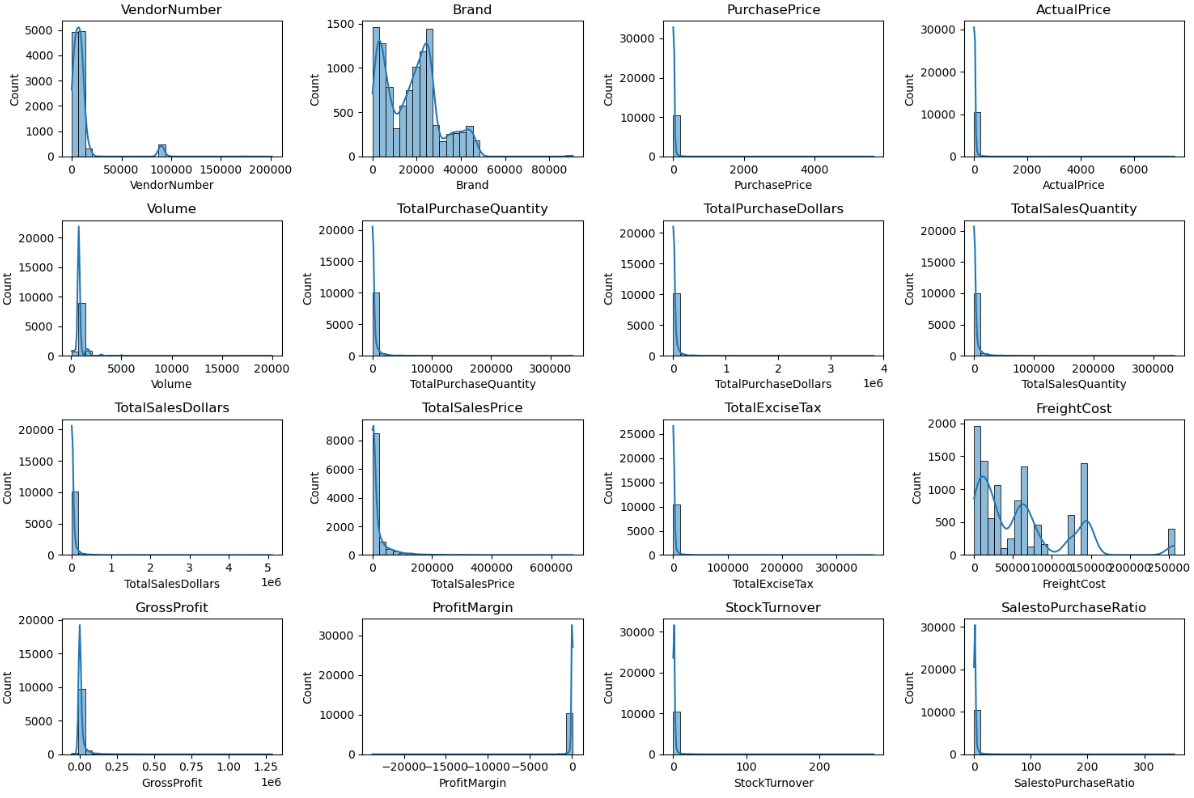 VendorNumber Brand PurchasePrice ActualPrice
5000 4000 3000 2000 1000 0
Count
0 50000 100000 150000 200000
VendorNumber
1500 1000 500 0
Count
0 20000 40000 60000 80000
Brand
30000 20000 10000 0
Count
0 2000 4000
PurchasePrice
30000 20000 10000 0
Count
0 2000 4000 6000
ActualPrice
Volume TotalPurchaseQuantity TotalPurchaseDollars TotalSalesQuantity
20000 15000 10000 5000 0
Count
0 5000 10000 15000 20000
Volume
20000 15000 10000 5000 0
Count
0 100000 200000 300000
TotalPurchaseQuantity
20000 15000 10000 5000 0
Count
0 1 2 3 4
1e6
TotalPurchaseDollars
20000 15000 10000 5000 0
Count
0 100000 200000 300000
TotalSalesQuantity
TotalSalesDollars TotalSalesPrice TotalExciseTax FreightCost
20000 15000 10000 5000 0
Count
0 1 2 3 4 5
1e6
TotalSalesDollars
8000 6000 4000 2000 0
Count
0 200000 400000 600000
TotalSalesPrice
25000 20000 15000 10000 5000 0
Count
0 100000 200000 300000
TotalExciseTax
2000 1500 1000 500 0
Count
0 50000 100000 150000 200000 250000
FreightCost
GrossProfit ProfitMargin StockTurnover SalestoPurchaseRatio
20000 15000 10000 5000 0
Count
0.00 0.25 0.50 0.75 1.00 1.25
1e6
GrossProfit
30000 20000 10000 0
Count
−20000 −15000 −10000 −5000 0
ProfitMargin
30000 20000 10000 0
Count
0 100 200
StockTurnover
30000 20000 10000 0
Count
0 100 200 300
SalestoPurchaseRatio